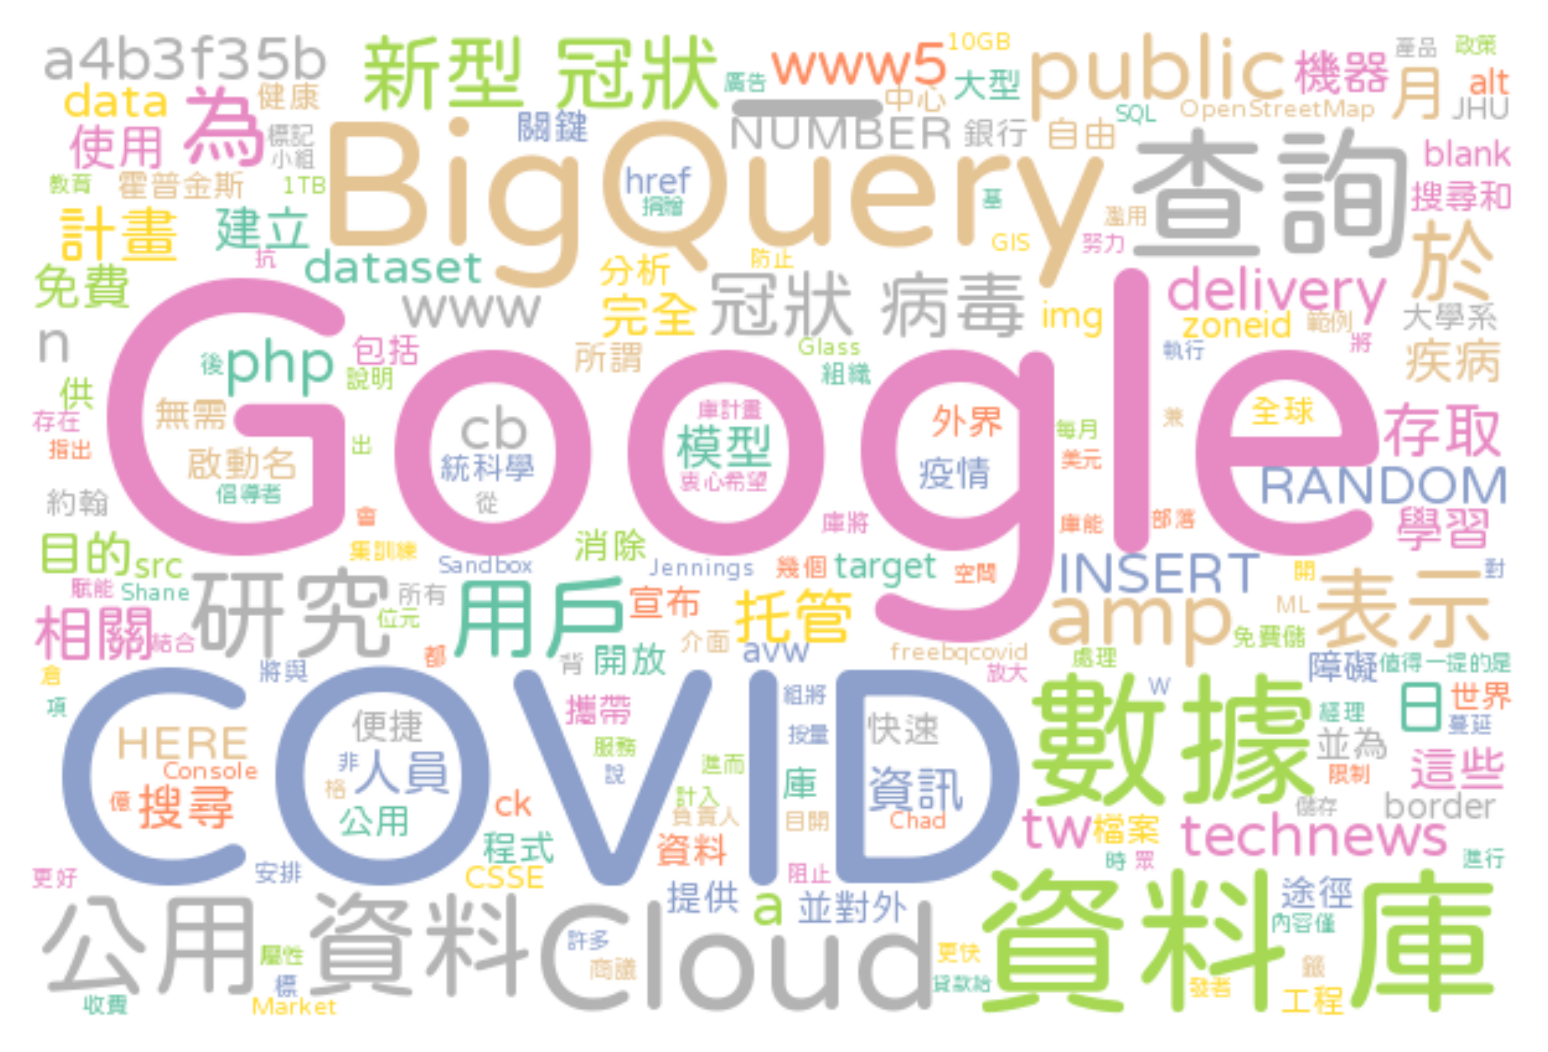 a4b3f35b
新型 冠狀
廣告
www5
10GB
大型
public
機器
產品
政策
月
alt
data
健康
為
中心
SQL
OpenStreetMap
JHU
使用
標記
小組
關鍵
NUMBER
銀行
自由
查詢
blank
教育
霍普金斯
1TB
BigQuery
href
捐贈
基
濫用
搜尋和
計畫
建立
GIS
努力
於
抗
dataset
分析
防止
免費
www
完全
冠狀 病毒
img
delivery
zoneid
範例
大學系
n
後
php
包括
所謂
Glass
執行
將
疾病
供
說明
組織
存在
無需
Google
cb
庫計畫
模型
外界
每月
兼
全球
存取
指出
出
啟動名
統科學
衷心希望
疫情
美元
倡導者
從
RANDOM
約翰
會
庫將
庫能
部落
學習
目的
src
集訓練
Sandbox
消除
Jennings
幾個
target
空間
INSERT
開
對
賦能
Shane
研究
所有
用戶
宣布
托管
amp
ML
表示
相關
結合
位元
介面
freebqcovid
免費儲
都
背
開放
avw
放大
處理
障礙
值得一提的是
倉
將與
COVID
攜帶
組將
數據
W
日
世界
項
經理
蔓延
HERE
便捷
按量
快速
並為
Console
非
人員
服務
說
進而
庫
資訊
限制
這些
億
搜尋
格
公用
ck
計入
負責人
目開
Chad
儲存
border
tw
檔案
technews
程式
資料
時
眾
進行
更好
安排
CSSE
阻止
公用 資料
提供
a
並對外
資料庫
途徑
Cloud
許多
內容僅
屬性
商議
更快
標
貸款給
發者
收費
Market
工程